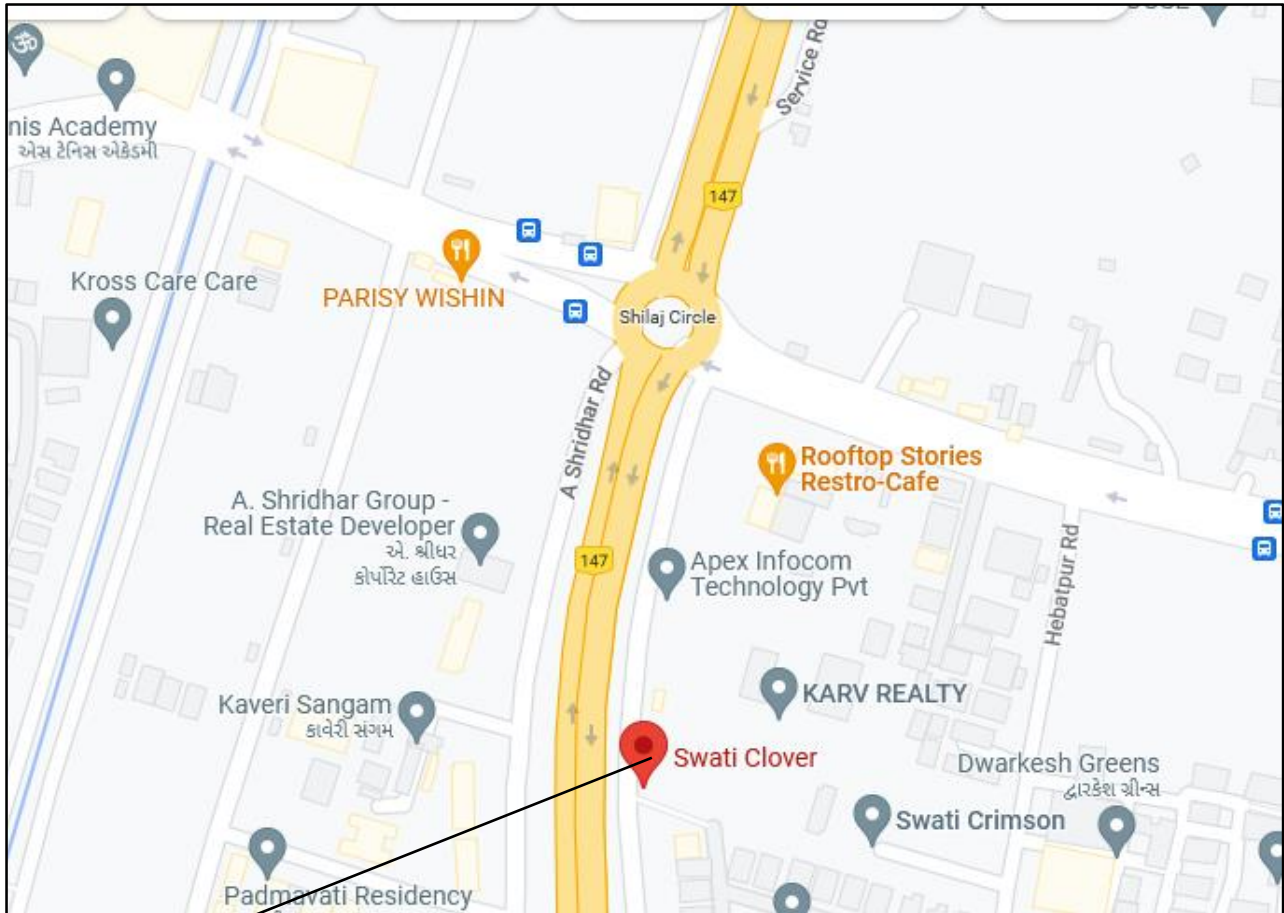 Service Rd
nis Academy
એસ ટેનિસ એકેડમી
147
Kross Care Care
PARISY WISHIN
Shilaj Circle
A Shridhar Rd
Rooftop Stories
Restro-Cafe
A. Shridhar Group -
Real Estate Developer
એ. શ્રીધર
કોર્પોરેટ હાઉસ
147
Apex Infocom
Technology Pvt
Hebatpur Rd
Kaveri Sangam
કાવેરી સંગમ
KARV REALTY
Swati Clover
Dwarkesh Greens
દ્વારકેશ ગ્રીન્સ
Swati Crimson
Padmavati Residency